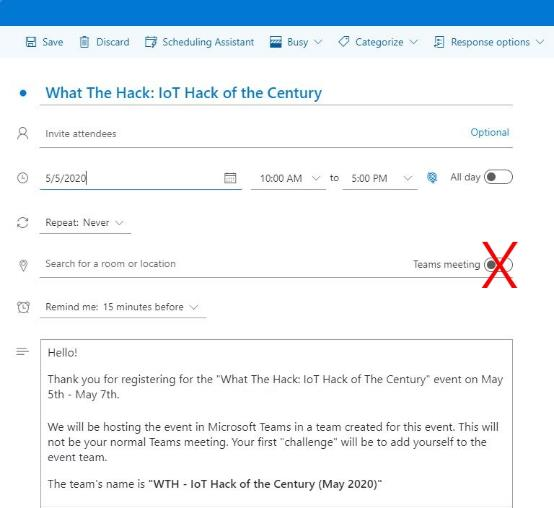 Save Discard Scheduling Assistant Busy Categorize Response options
What The Hack: IoT Hack of the Century
Invite attendees Optional
5/5/2020 10:00 AM to 5:00 PM All day
Repeat: Never
Search for a room or location Teams meeting
Remind me: 15 minutes before
Hello!
Thank you for registering for the "What The Hack: IoT Hack of The Century" event on May
5th - May 7th.
We will be hosting the event in Microsoft Teams in a team created for this event. This will
not be your normal Teams meeting. Your first "challenge" will be to add yourself to the
event team.
The team's name is "WTH - IoT Hack of the Century (May 2020)"